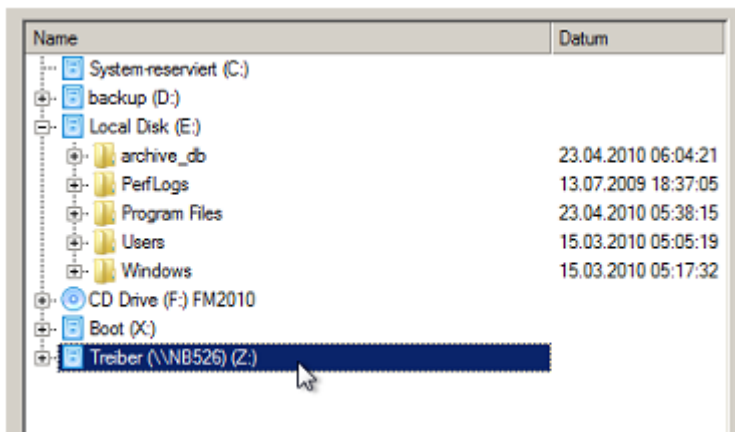 Name Datum
System-reserviert (C:)
backup (D:)
Local Disk (E:)
archive_db 23.04.2010 06:04:21
PerfLogs 13.07.2009 18:37:05
Program Files 23.04.2010 05:38:15
Users 15.03.2010 05:05:19
Windows 15.03.2010 05:17:32
CD Drive (F:) FM2010
Boot (X:)
Treiber (\\NB526) (Z:)